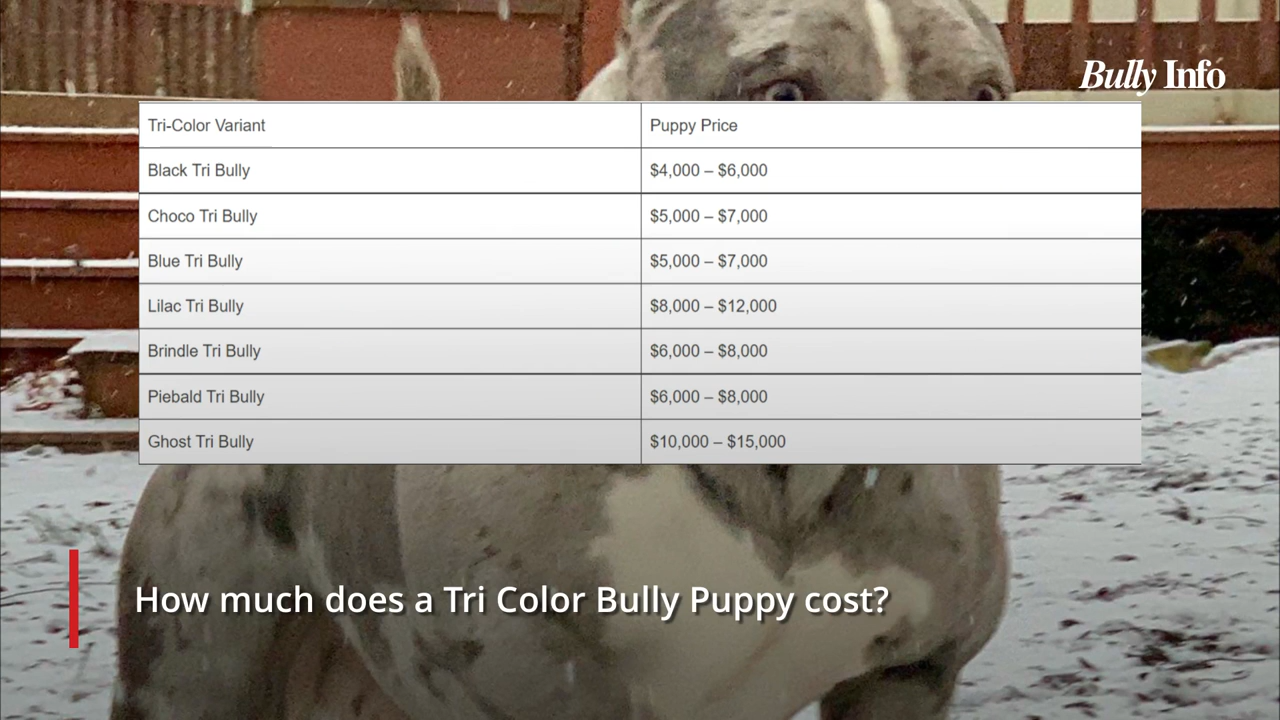 Bully Info
Tri-Color Variant Puppy Price
Black Tri Bully $4,000 – $6,000
Choco Tri Bully $5,000 – $7,000
Blue Tri Bully $5,000 – $7,000
Lilac Tri Bully $8,000 – $12,000
Brindle Tri Bully $6,000 – $8,000
Piebald Tri Bully $6,000 – $8,000
Ghost Tri Bully $10,000 – $15,000
How much does a Tri Color Bully Puppy cost?